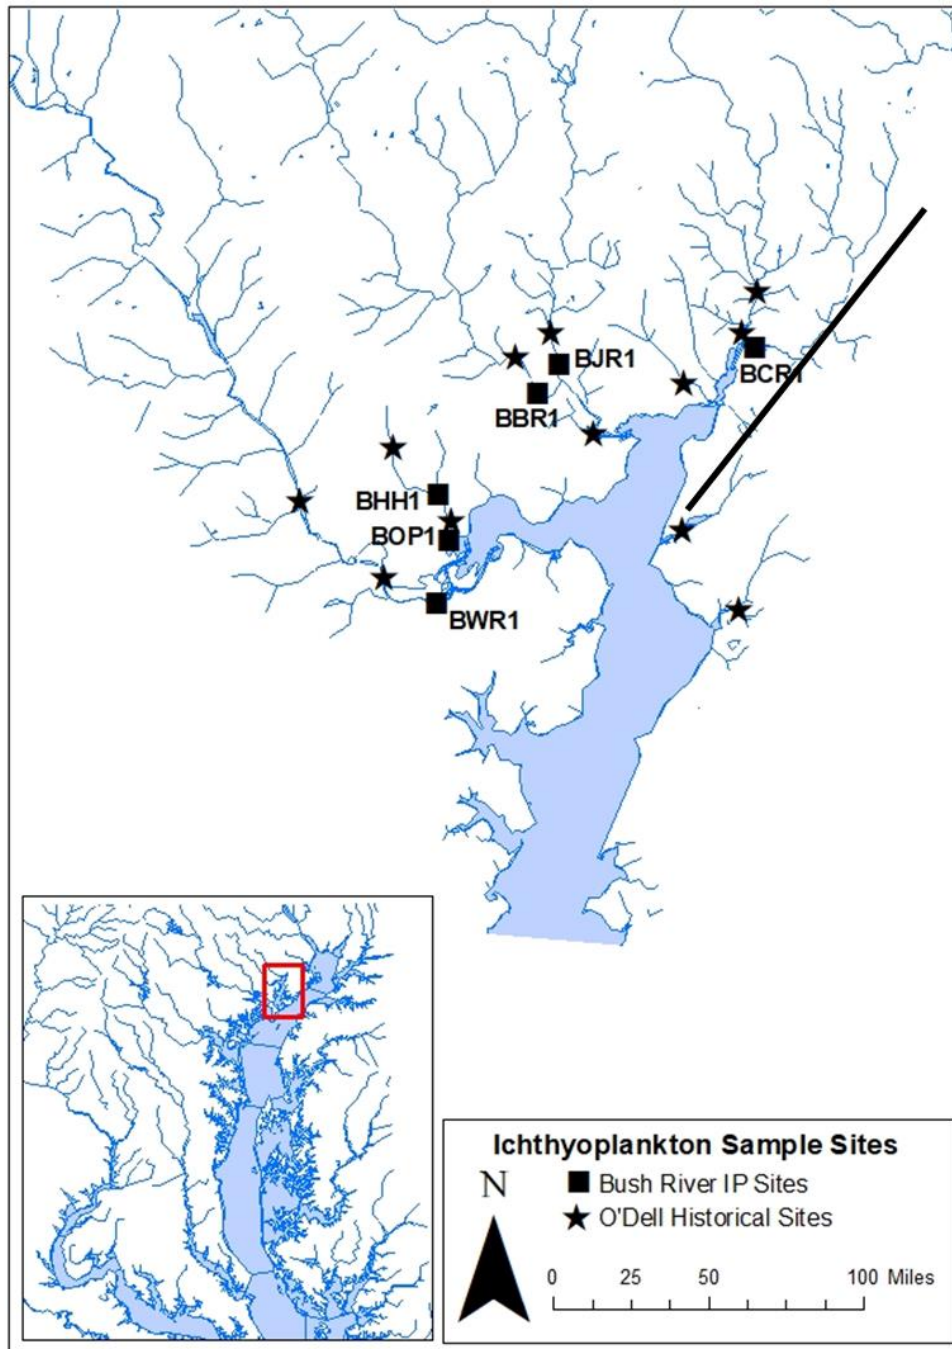 BJR1
BCR1
BBR1
BHH1
BOP1
BWR1
Ichthyoplankton Sample Sites
N
Bush River IP Sites
O'Dell Historical Sites
0 25 50 100 Miles